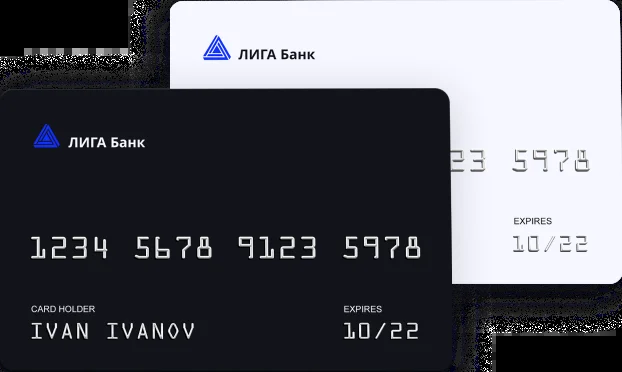 ЛИГА Банк
23 5978
EXPIRES
10/22
ЛИГА Банк
1234 5678 9123 5978
CARD HOLDER
EXPIRES
IVAN IVANOV
10/22